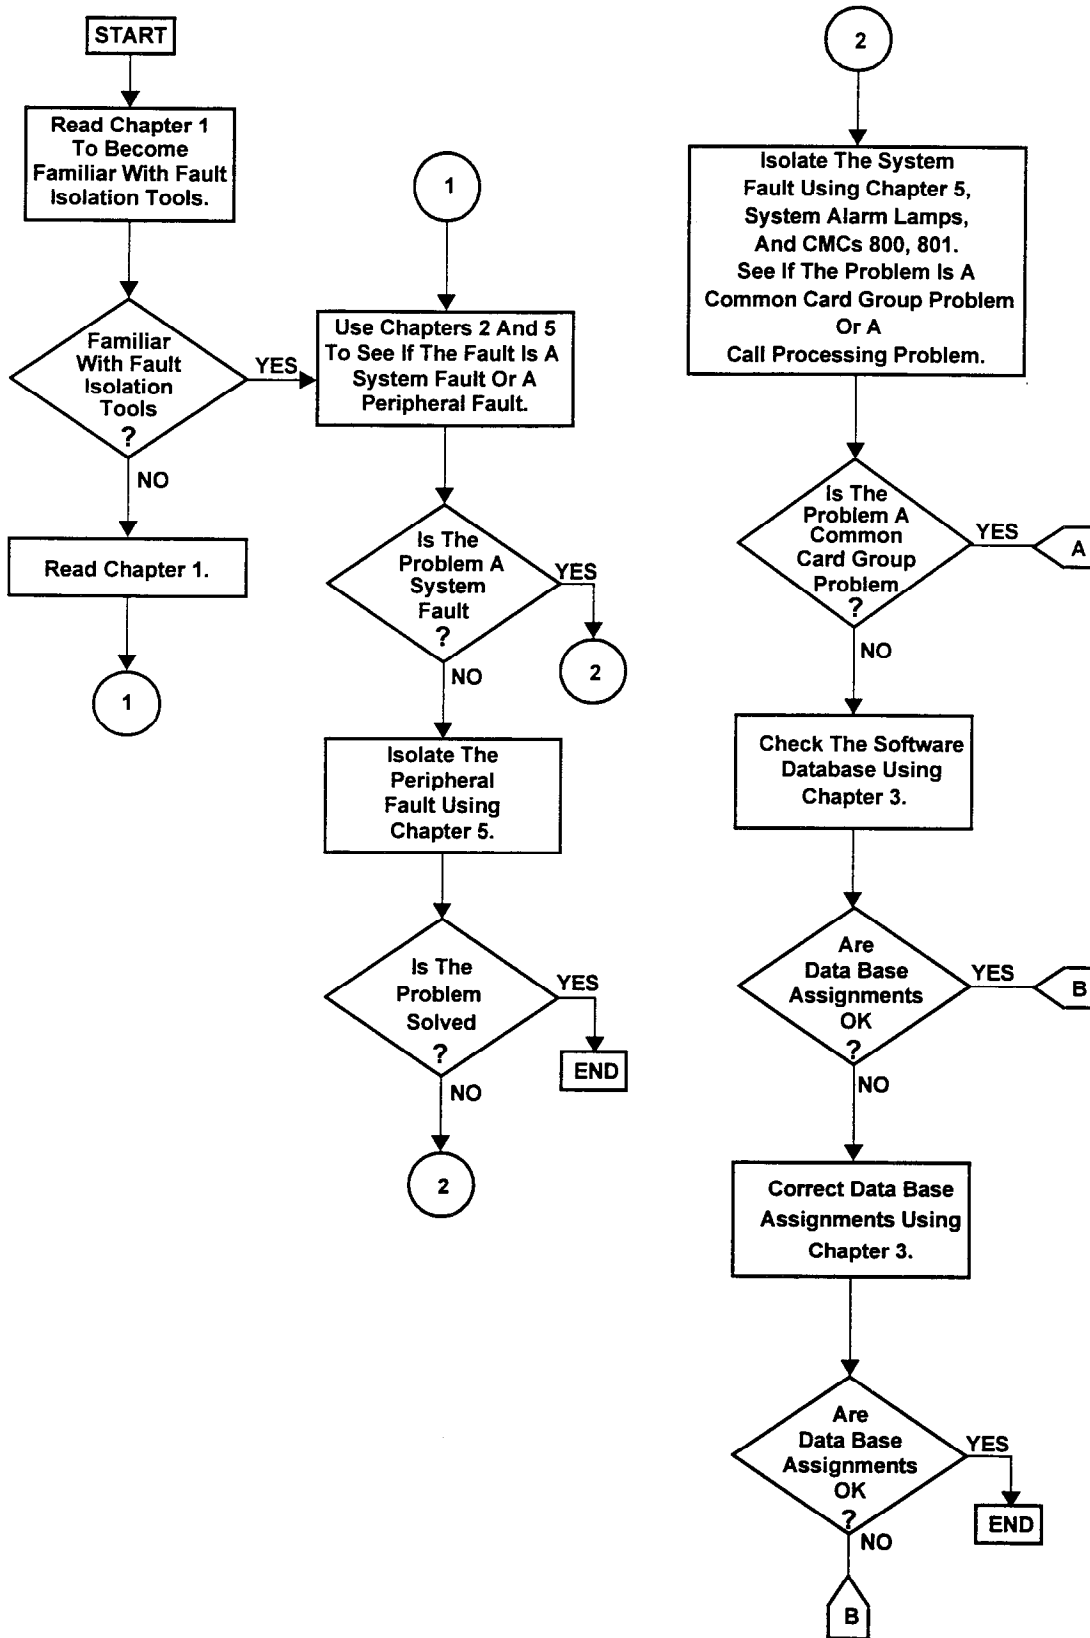 START
Read Chapter 1
To Become
Familiar With Fault
Isolation Tools.
Familiar
With Fault
Isolation
Tools
?
YES
NO
Read Chapter 1.
1
1
Use Chapters 2 And 5
To See If The Fault Is A
System Fault Or A
Peripheral Fault.
Is The
Problem A
System
Fault
?
YES
2
NO
Isolate The
Peripheral
Fault Using
Chapter 5.
Is The
Problem
Solved
?
YES
END
NO
2
2
Isolate The System
Fault Using Chapter 5,
System Alarm Lamps,
And CMCs 800, 801.
See If The Problem Is A
Common Card Group Problem
Or A
Call Processing Problem.
Is The
Problem A
Common
Card Group
Problem
?
YES
A
NO
Check The Software
Database Using
Chapter 3.
Are
Data Base
Assignments
OK
?
YES
B
NO
Correct Data Base
Assignments Using
Chapter 3.
Are
Data Base
Assignments
OK
?
YES
END
NO
B